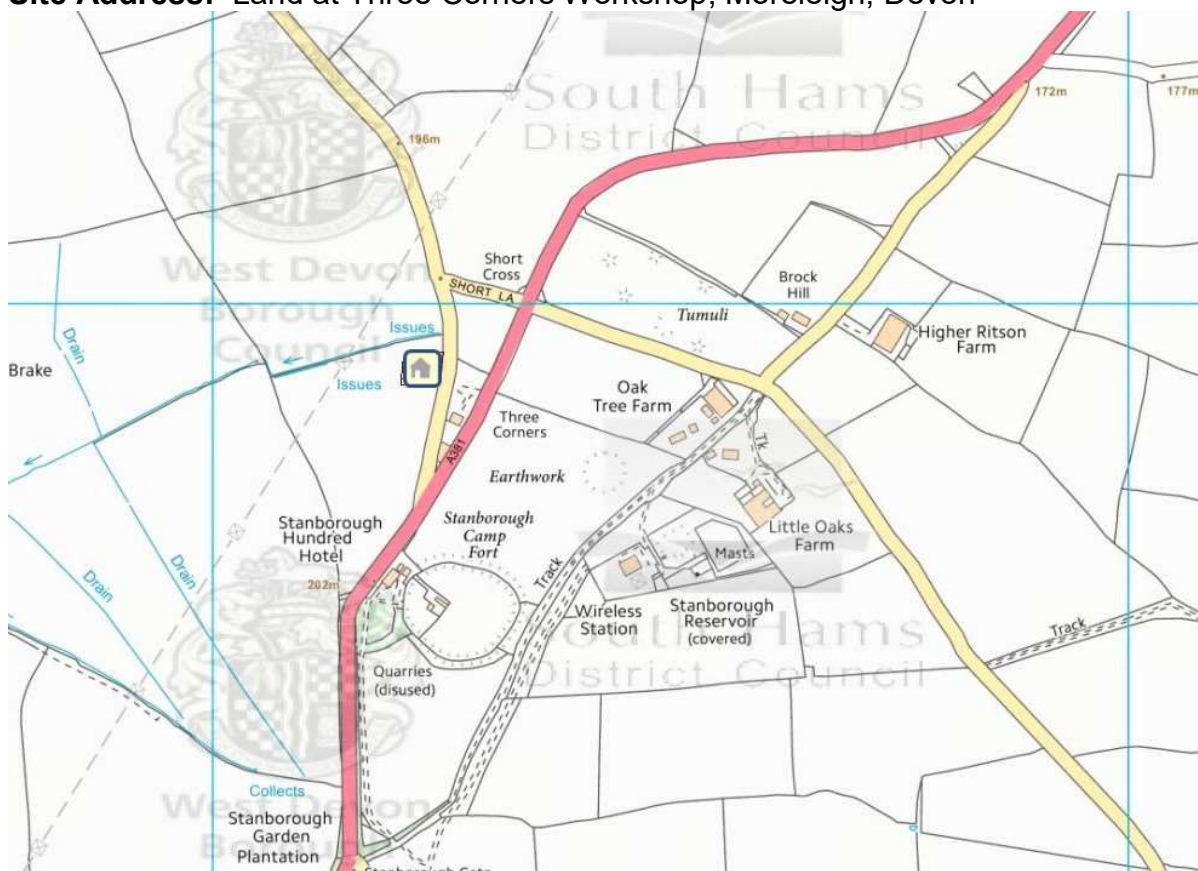 Site Address: Land at Three Corners Workshop, Moreleigh, Devon
South Hams
District Council
172m
177m
196m
West Devon
Borough
Council
Short
Cross
SHORT LA
Brock
Hill
Tumuli
Higher Ritson
Farm
Issues
Drain
Brake
Issues
Oak
Tree Farm
Three
Corners
A381
Tk
Earthwork
Stanborough
Hundred
Hotel
Stanborough
Camp
Fort
Little Oaks
Farm
Masts
Drain
Drain
202m
Track
Wireless
Station
Stanborough
Reservoir
(covered)
Track
South Hams
District Council
Quarries
(disused)
Collects
West Devon
Borough
Stanborough
Garden
Plantation